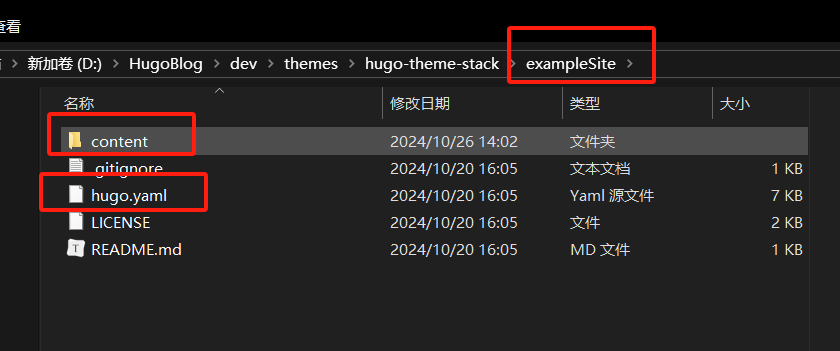 查看
新加卷 (D:) › HugoBlog › dev › themes › hugo-theme-stack › exampleSite ›
名称 修改日期 类型 大小
content 2024/10/26 14:02 文件夹
.gitignore 2024/10/20 16:05 文本文档 1 KB
hugo.yaml 2024/10/20 16:05 Yaml 源文件 7 KB
LICENSE 2024/10/20 16:05 文件 2 KB
T README.md 2024/10/20 16:05 MD 文件 1 KB